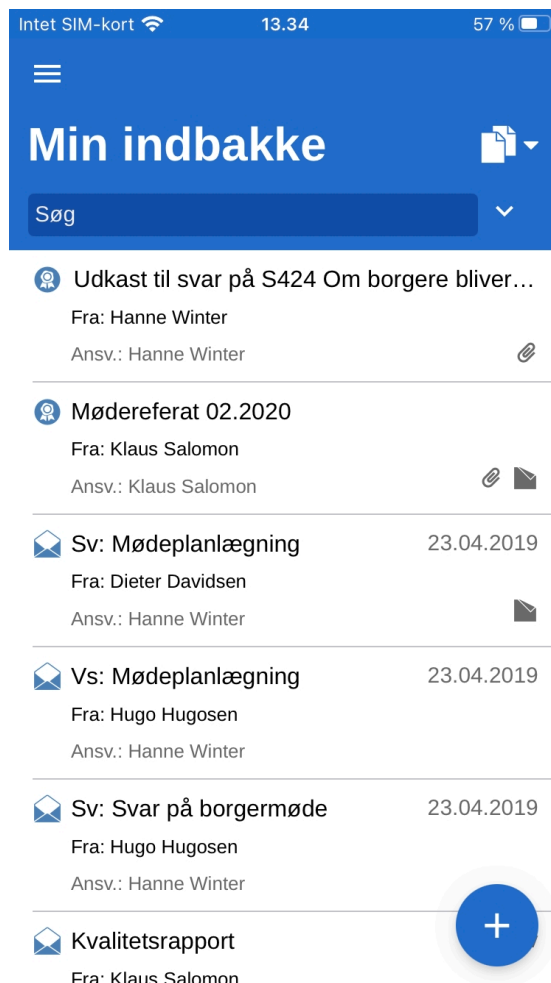 Intet SIM-kort 13.34 57 %
Min indbakke
Søg
Udkast til svar på S424 Om borgere bliver…
Fra: Hanne Winter
Ansv.: Hanne Winter
Mødereferat 02.2020
Fra: Klaus Salomon
Ansv.: Klaus Salomon
Sv: Mødeplanlægning 23.04.2019
Fra: Dieter Davidsen
Ansv.: Hanne Winter
Vs: Mødeplanlægning 23.04.2019
Fra: Hugo Hugosen
Ansv.: Hanne Winter
Sv: Svar på borgermøde 23.04.2019
Fra: Hugo Hugosen
Ansv.: Hanne Winter
Kvalitetsrapport
Fra: Klaus Salomon